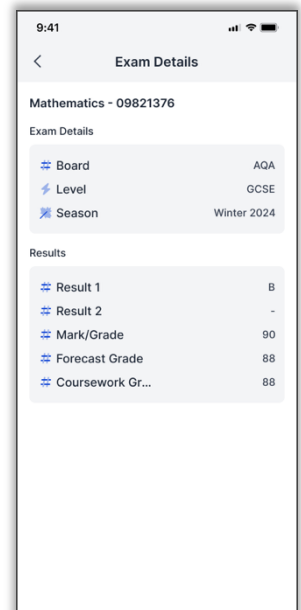 9:41
Exam Details
Mathematics - 09821376
Exam Details
Board AQA
Level GCSE
Season Winter 2024
Results
Result 1 B
Result 2 -
Mark/Grade 90
Forecast Grade 88
Coursework Gr... 88